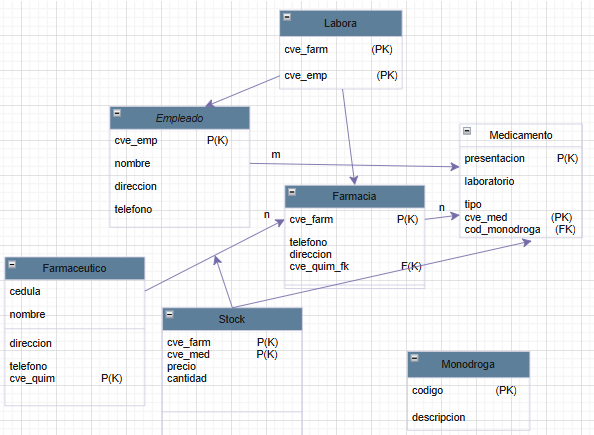 Labora
cve_farm (PK)
cve_emp (PK)
Empleado
cve_emp P(K)
nombre
direccion
telefono
m
Medicamento
presentacion P(K)
laboratorio
tipo
cve_med (PK)
cod_monodroga (FK)
Farmacia
cve_farm P(K)
telefono
direccion
cve_quim_fk F(K)
n
n
Farmaceutico
cedula
nombre
direccion
telefono
cve_quim P(K)
Stock
cve_farm P(K)
cve_med P(K)
precio
cantidad
Monodroga
codigo (PK)
descripcion